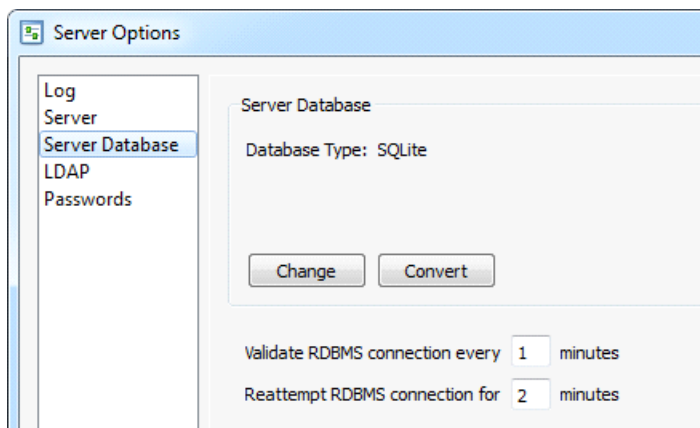 Server Options
Log
Server
Server Database
LDAP
Passwords
Server Database
Database Type: SQLite
Change Convert
Validate RDBMS connection every 1 minutes
Reattempt RDBMS connection for 2 minutes